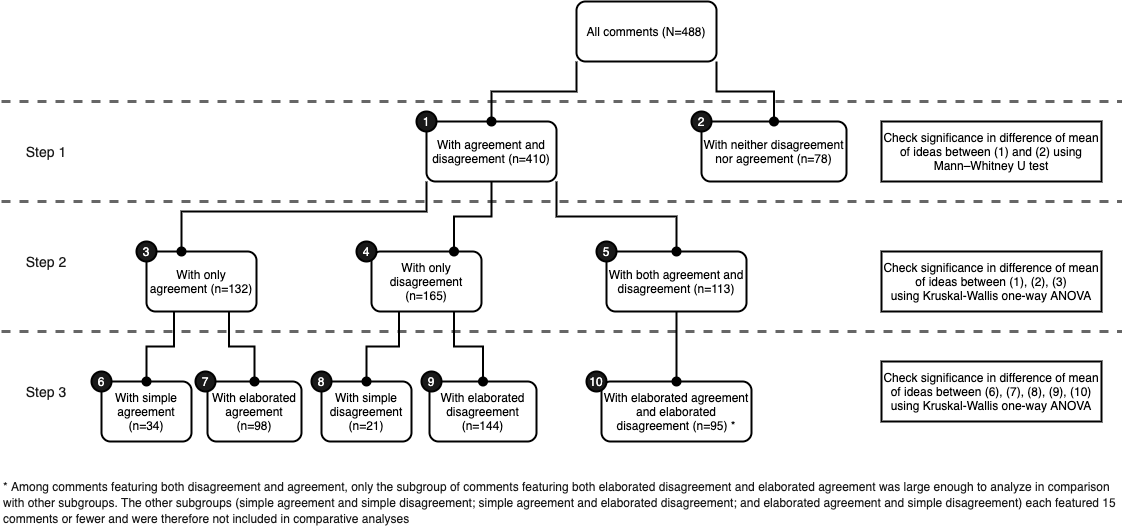 All comments (N=488)
1
2
With agreement and
disagreement (n=410)
With neither disagreement
nor agreement (n=78)
Step 1
Check significance in difference of mean
of ideas between (1) and (2) using
Mann–Whitney U test
3
4
5
Step 2
With only
agreement (n=132)
With only
disagreement
(n=165)
With both agreement and
disagreement (n=113)
Check significance in difference of mean
of ideas between (1), (2), (3)
using Kruskal-Wallis one-way ANOVA
6
7
8
9
10
Step 3
With simple
agreement
(n=34)
With elaborated
agreement
(n=98)
With simple
disagreement
(n=21)
With elaborated
disagreement
(n=144)
With elaborated agreement
and elaborated
disagreement (n=95) *
Check significance in difference of mean
of ideas between (6), (7), (8), (9), (10)
using Kruskal-Wallis one-way ANOVA
* Among comments featuring both disagreement and agreement, only the subgroup of comments featuring both elaborated disagreement and elaborated agreement was large enough to analyze in comparison
with other subgroups. The other subgroups (simple agreement and simple disagreement; simple agreement and elaborated disagreement; and elaborated agreement and simple disagreement) each featured 15
comments or fewer and were therefore not included in comparative analyses